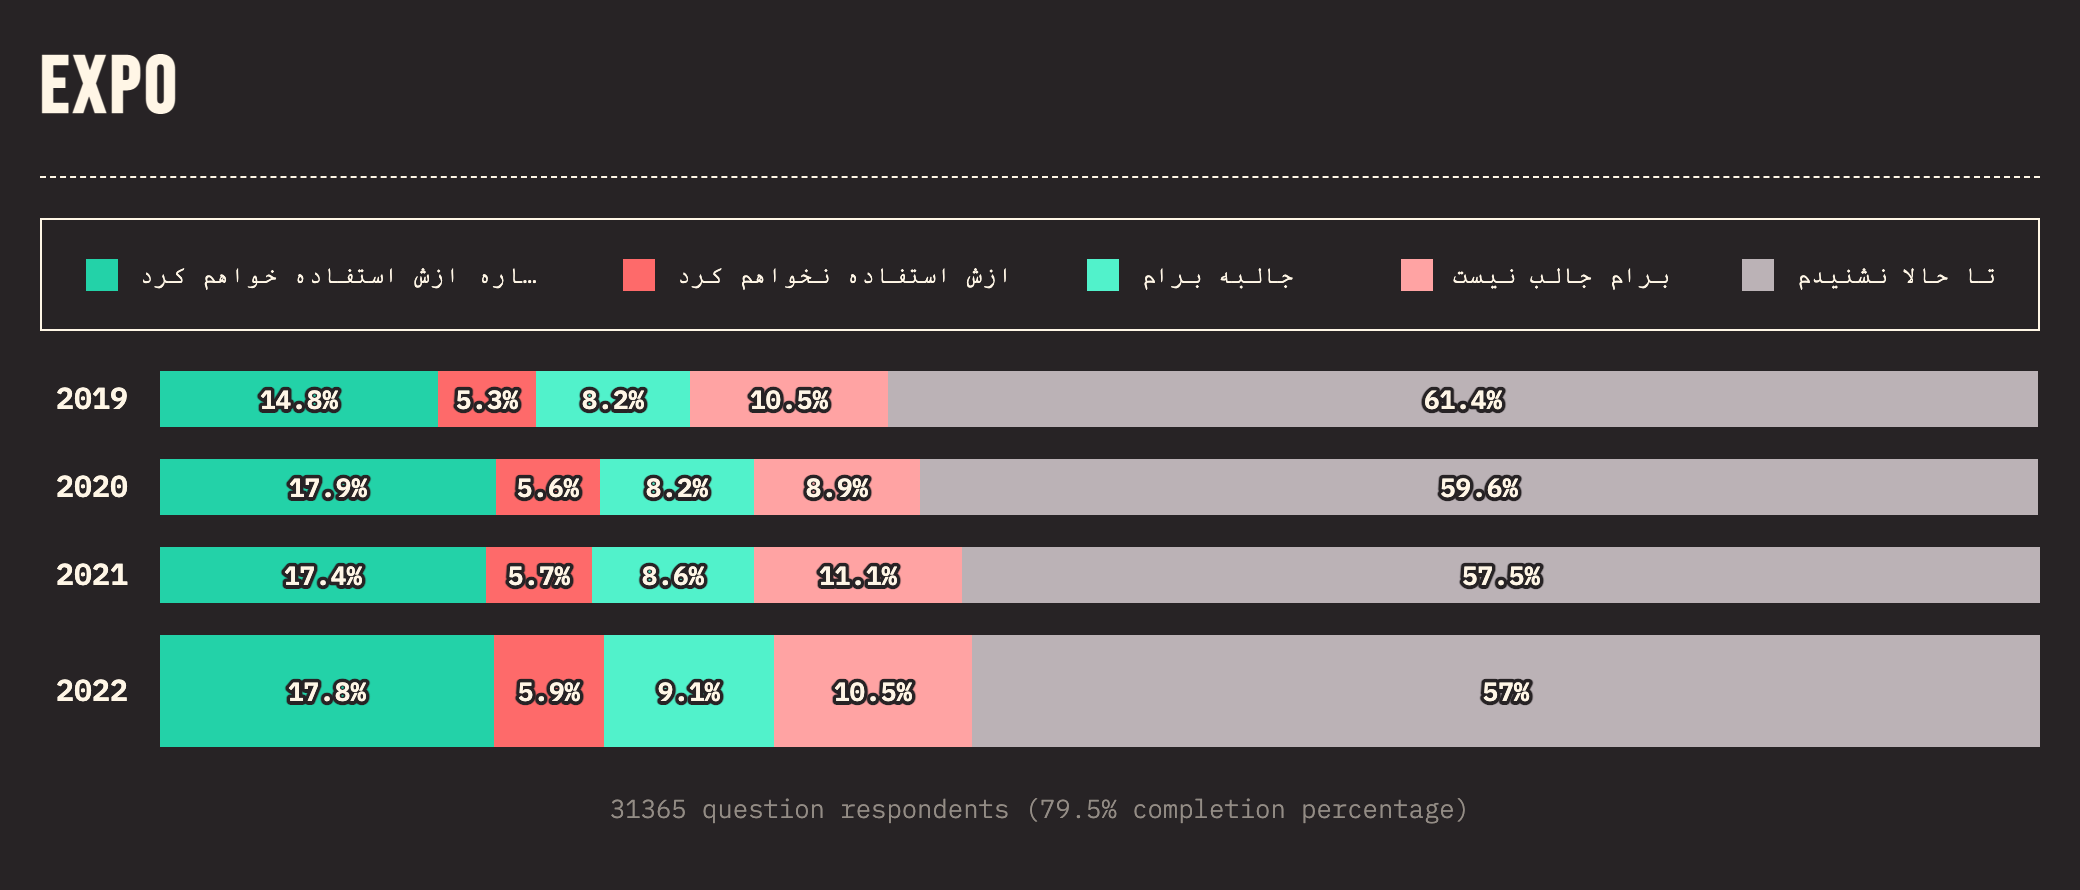 EXPO
…ـاره ازش استفاده خواهم کرد
ازش استفاده نخواهم کرد
جالبه برام
برام جالب نیست
تا حالا نشنیدم
2019 14.8% 5.3% 8.2% 10.5% 61.4%
2020 17.9% 5.6% 8.2% 8.9% 59.6%
2021 17.4% 5.7% 8.6% 11.1% 57.5%
2022 17.8% 5.9% 9.1% 10.5% 57%
31365 question respondents (79.5% completion percentage)